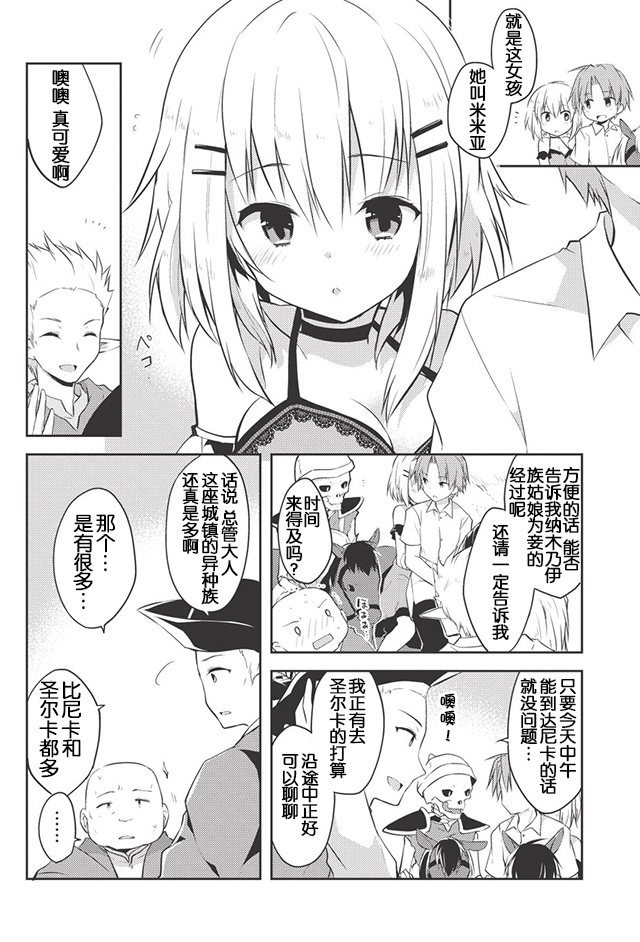 就是这女孩
她叫米米亚
噢噢 真可爱啊
ペコ
方便的话 能否
告诉我纳木乃伊
族姑娘为妾的
经过呢
还请一定告诉我
时间
来得及吗?
ほるるぅ…
只要今天中午
能到达尼卡的话
就没问题…
噢噢!
我正有去
圣尔卡的打算
沿途中正好
可以聊聊
话说 总管大人
这座城镇的异种族
还真是多啊
那个…
是有很多…
比尼卡和
圣尔卡都多
……